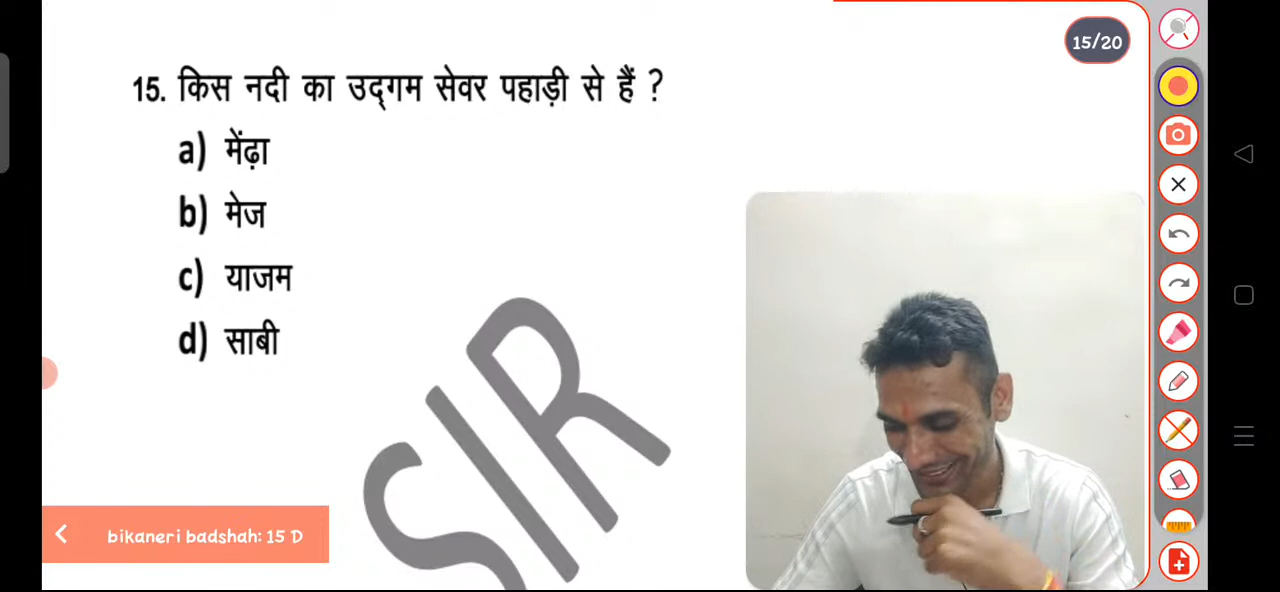 15/20
15. किस नदी का उद्गम सेवर पहाड़ी से हैं ?
a) मेंढ़ा
b) मेज
c) याजम
d) साबी
SIR
bikaneri badshah: 15 D